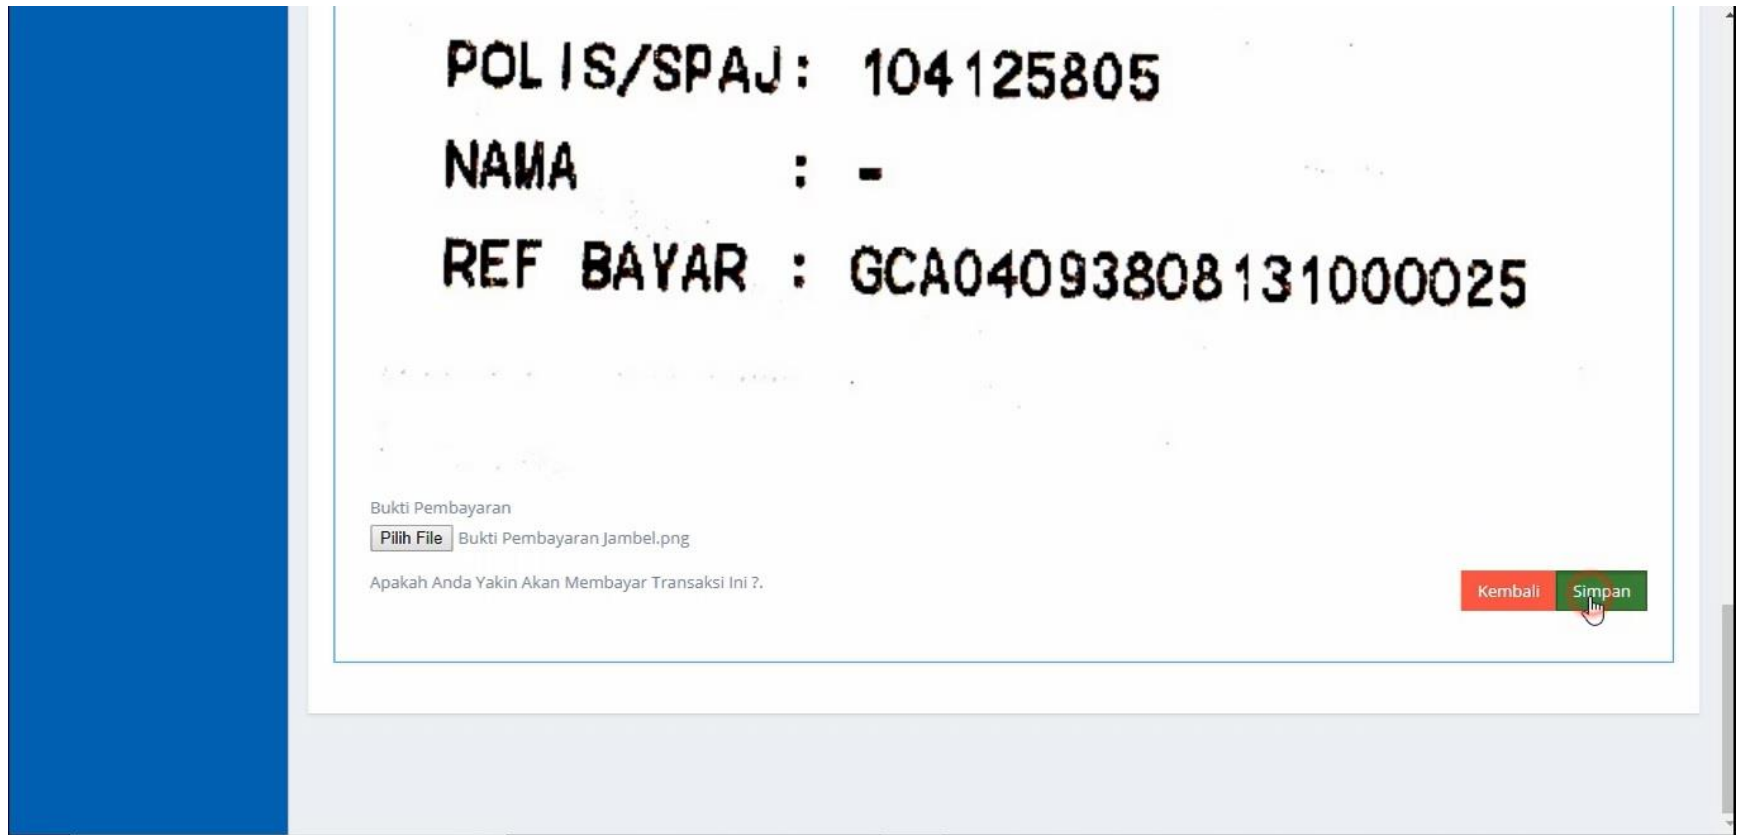 POLIS/SPAJ: 104125805
NAMA : -
REF BAYAR : GCA04093808131000025
Bukti Pembayaran
Pilih File Bukti Pembayaran Jambel.png
Apakah Anda Yakin Akan Membayar Transaksi Ini ?.
Kembali Simpan